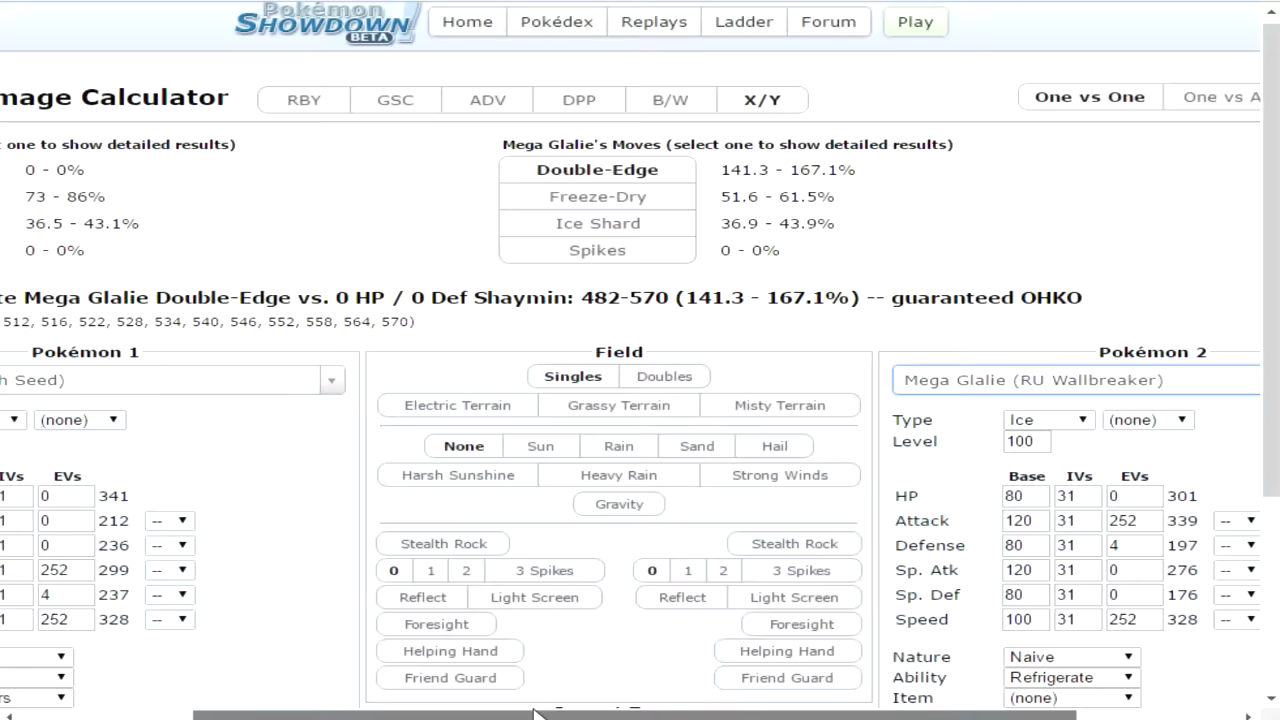 Pokémon
SHOWDOWN
BETA
Home Pokédex Replays Ladder Forum Play
mage Calculator RBY GSC ADV DPP B/W X/Y One vs One One vs A
one to show detailed results) Mega Glalie's Moves (select one to show detailed results)
0 - 0% Double-Edge 141.3 - 167.1%
73 - 86% Freeze-Dry 51.6 - 61.5%
36.5 - 43.1% Ice Shard 36.9 - 43.9%
0 - 0% Spikes 0 - 0%
te Mega Glalie Double-Edge vs. 0 HP / 0 Def Shaymin: 482-570 (141.3 - 167.1%) -- guaranteed OHKO
512, 516, 522, 528, 534, 540, 546, 552, 558, 564, 570)
Pokémon 1 Field Pokémon 2
h Seed) Singles Doubles Mega Glalie (RU Wallbreaker)
Electric Terrain Grassy Terrain Misty Terrain
(none) Type Ice (none)
None Sun Rain Sand Hail Level 100
Harsh Sunshine Heavy Rain Strong Winds
IVs EVs Base IVs EVs
1 0 341 Gravity HP 80 31 0 301
1 0 212 -- Attack 120 31 252 339 --
1 0 236 -- Stealth Rock Stealth Rock Defense 80 31 4 197 --
1 252 299 -- 0 1 2 3 Spikes 0 1 2 3 Spikes Sp. Atk 120 31 0 276 --
1 4 237 -- Reflect Light Screen Reflect Light Screen Sp. Def 80 31 0 176 --
1 252 328 -- Foresight Foresight Speed 100 31 252 328 --
Helping Hand Helping Hand Nature Naive
Friend Guard Friend Guard Ability Refrigerate
rs Item (none)